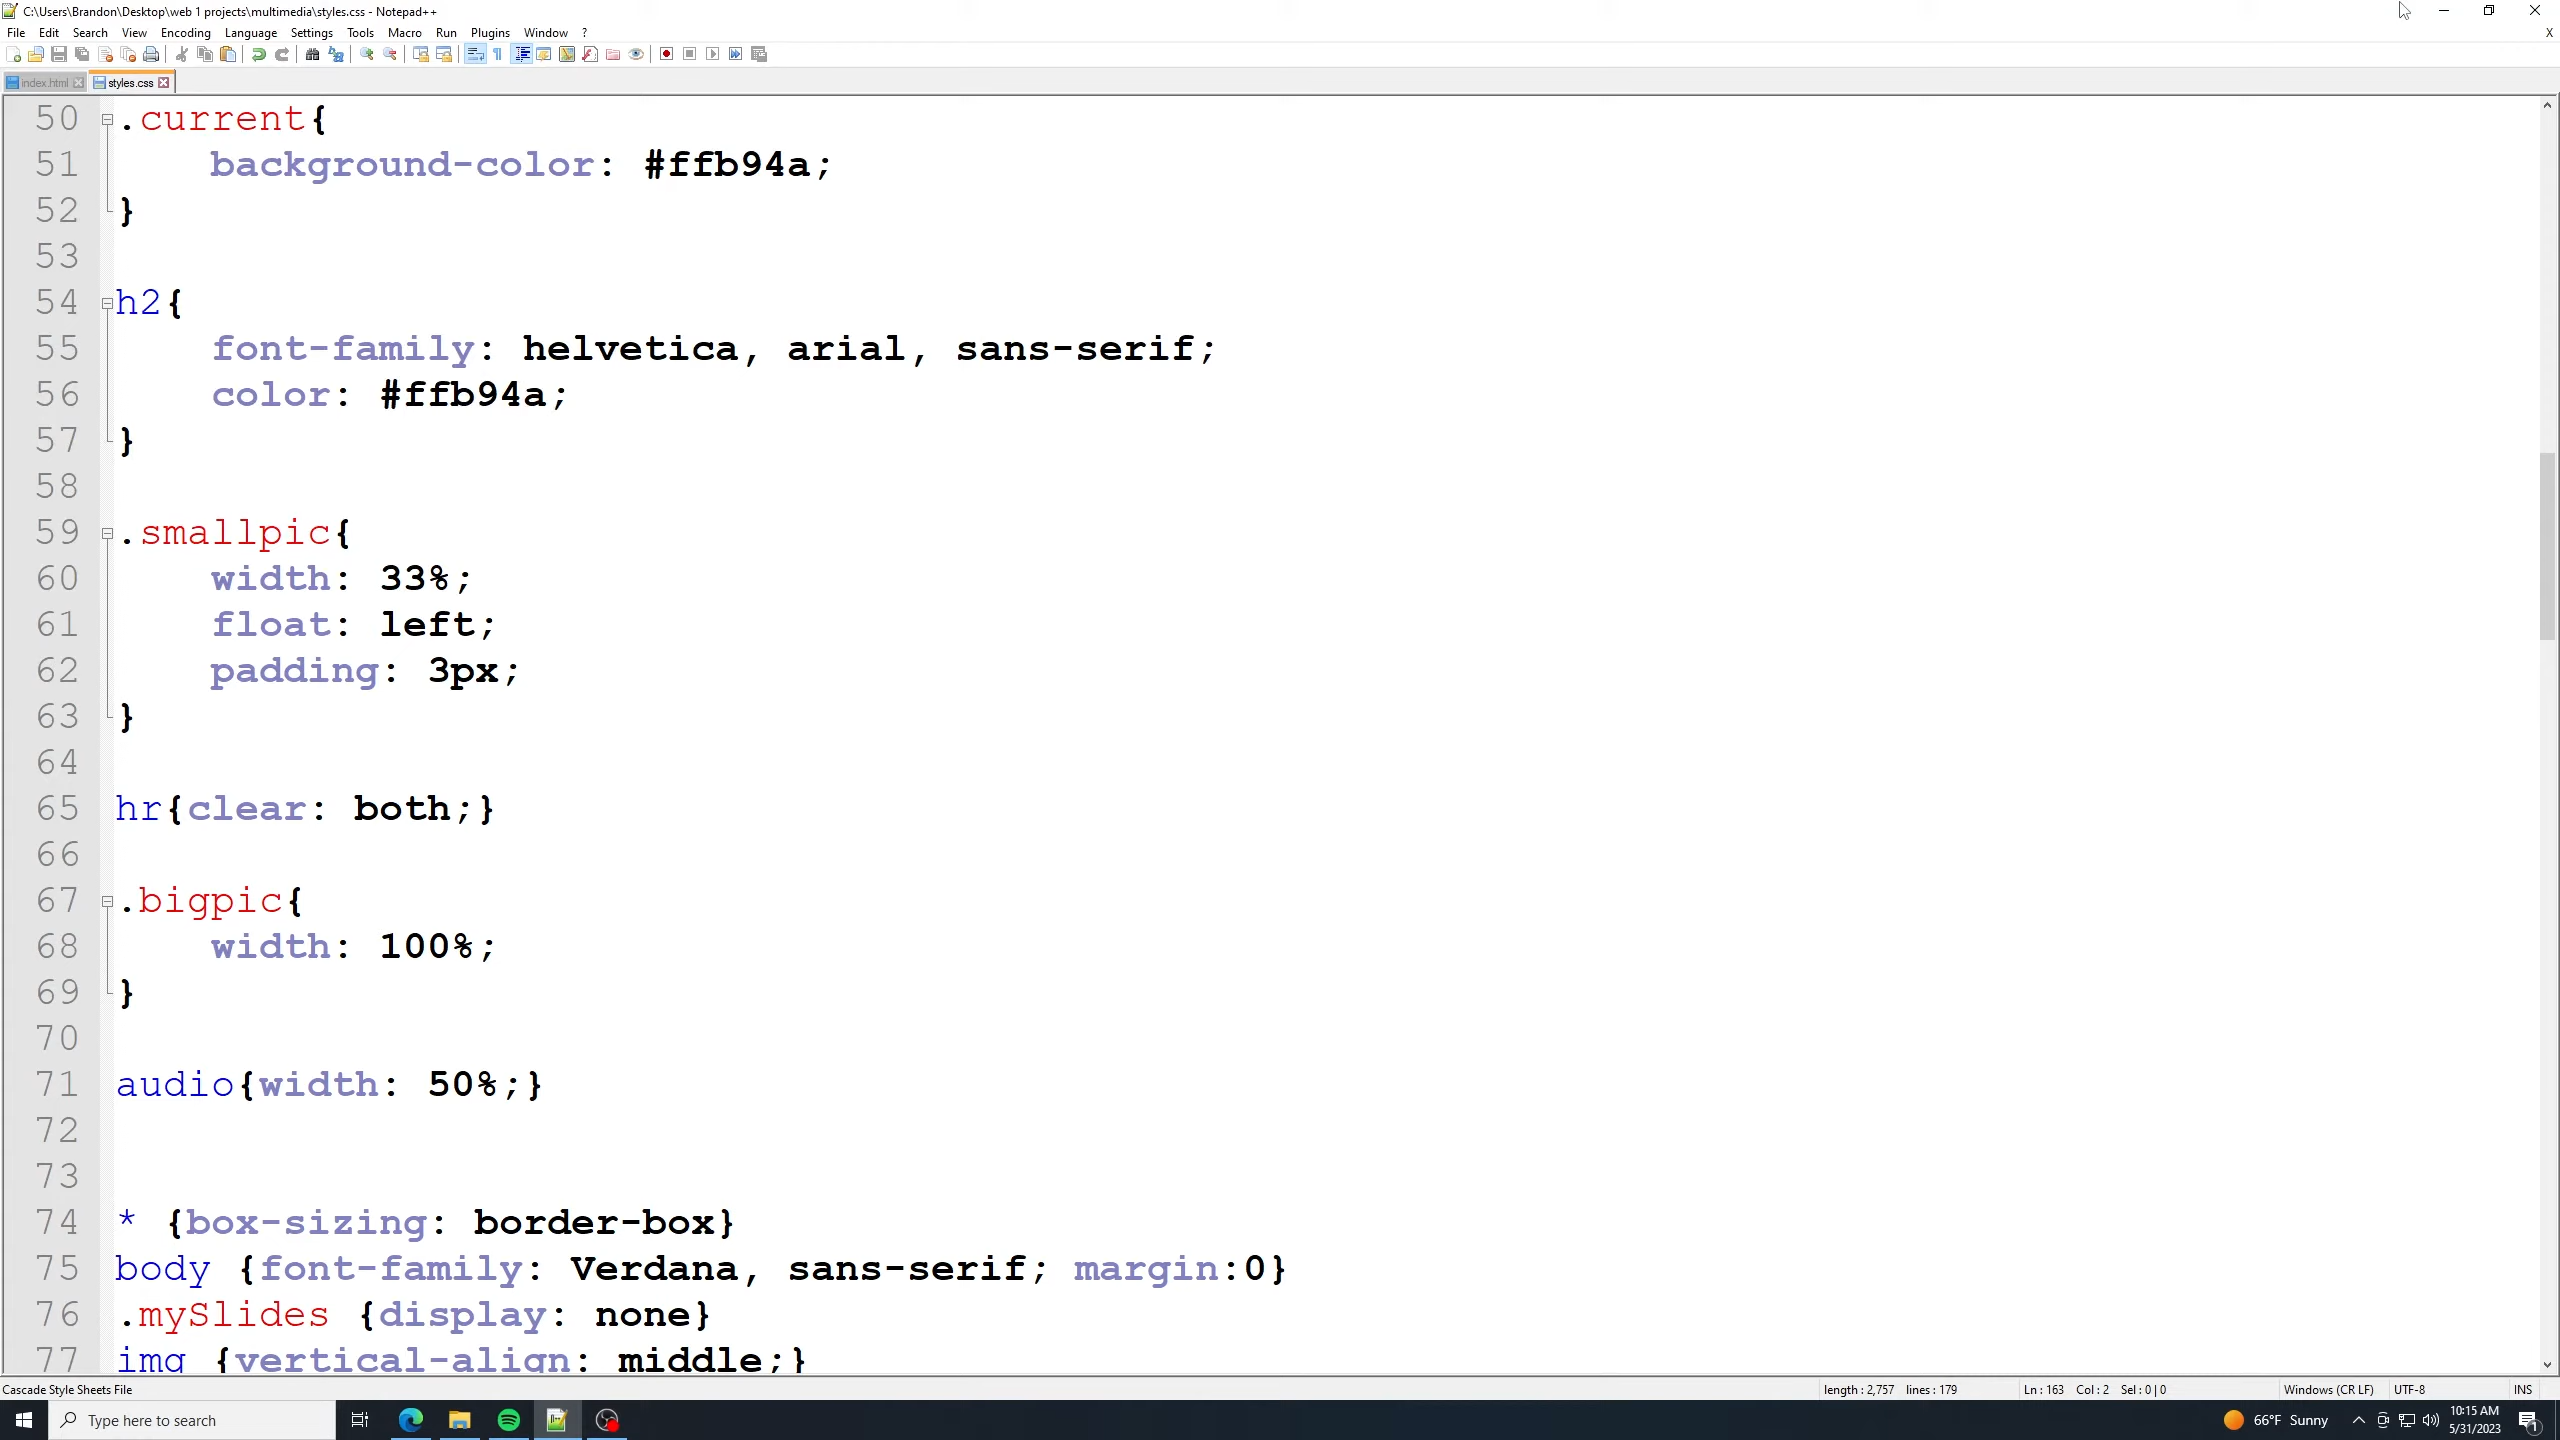 C:\Users\Brandon\Desktop\web 1 projects\multimedia\styles.css - Notepad++
File Edit Search View Encoding Language Settings Tools Macro Run Plugins Window ? X
index.html styles.css
50 .current{
51 background-color: #ffb94a;
52 }
53
54 h2{
55 font-family: helvetica, arial, sans-serif;
56 color: #ffb94a;
57 }
58
59 .smallpic{
60 width: 33%;
61 float: left;
62 padding: 3px;
63 }
64
65 hr{clear: both;}
66
67 .bigpic{
68 width: 100%;
69 }
70
71 audio{width: 50%;}
72
73
74 * {box-sizing: border-box}
75 body {font-family: Verdana, sans-serif; margin:0}
76 .mySlides {display: none}
77 img {vertical-align: middle;}
Cascade Style Sheets File length : 2,757 lines : 179 Ln : 163 Col : 2 Sel : 0 | 0 Windows (CR LF) UTF-8 INS
Type here to search 66°F Sunny 10:15 AM
5/31/2023 1